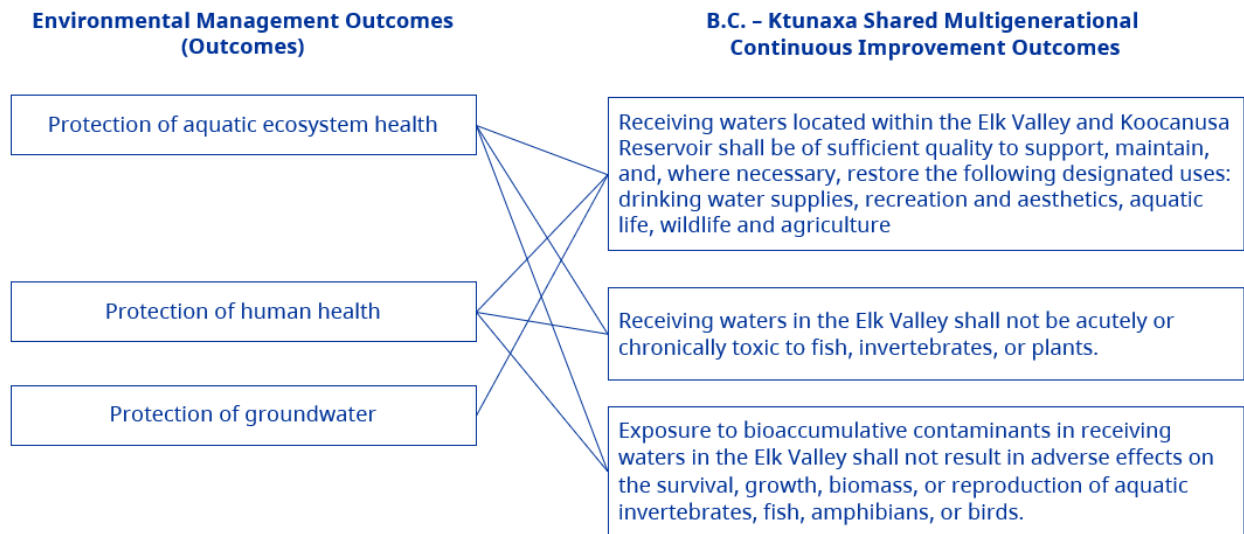 Environmental Management Outcomes
(Outcomes)
B.C. – Ktunaxa Shared Multigenerational
Continuous Improvement Outcomes
Protection of aquatic ecosystem health
Protection of human health
Protection of groundwater
Receiving waters located within the Elk Valley and Koocanusa
Reservoir shall be of sufficient quality to support, maintain,
and, where necessary, restore the following designated uses:
drinking water supplies, recreation and aesthetics, aquatic
life, wildlife and agriculture
Receiving waters in the Elk Valley shall not be acutely or
chronically toxic to fish, invertebrates, or plants.
Exposure to bioaccumulative contaminants in receiving
waters in the Elk Valley shall not result in adverse effects on
the survival, growth, biomass, or reproduction of aquatic
invertebrates, fish, amphibians, or birds.